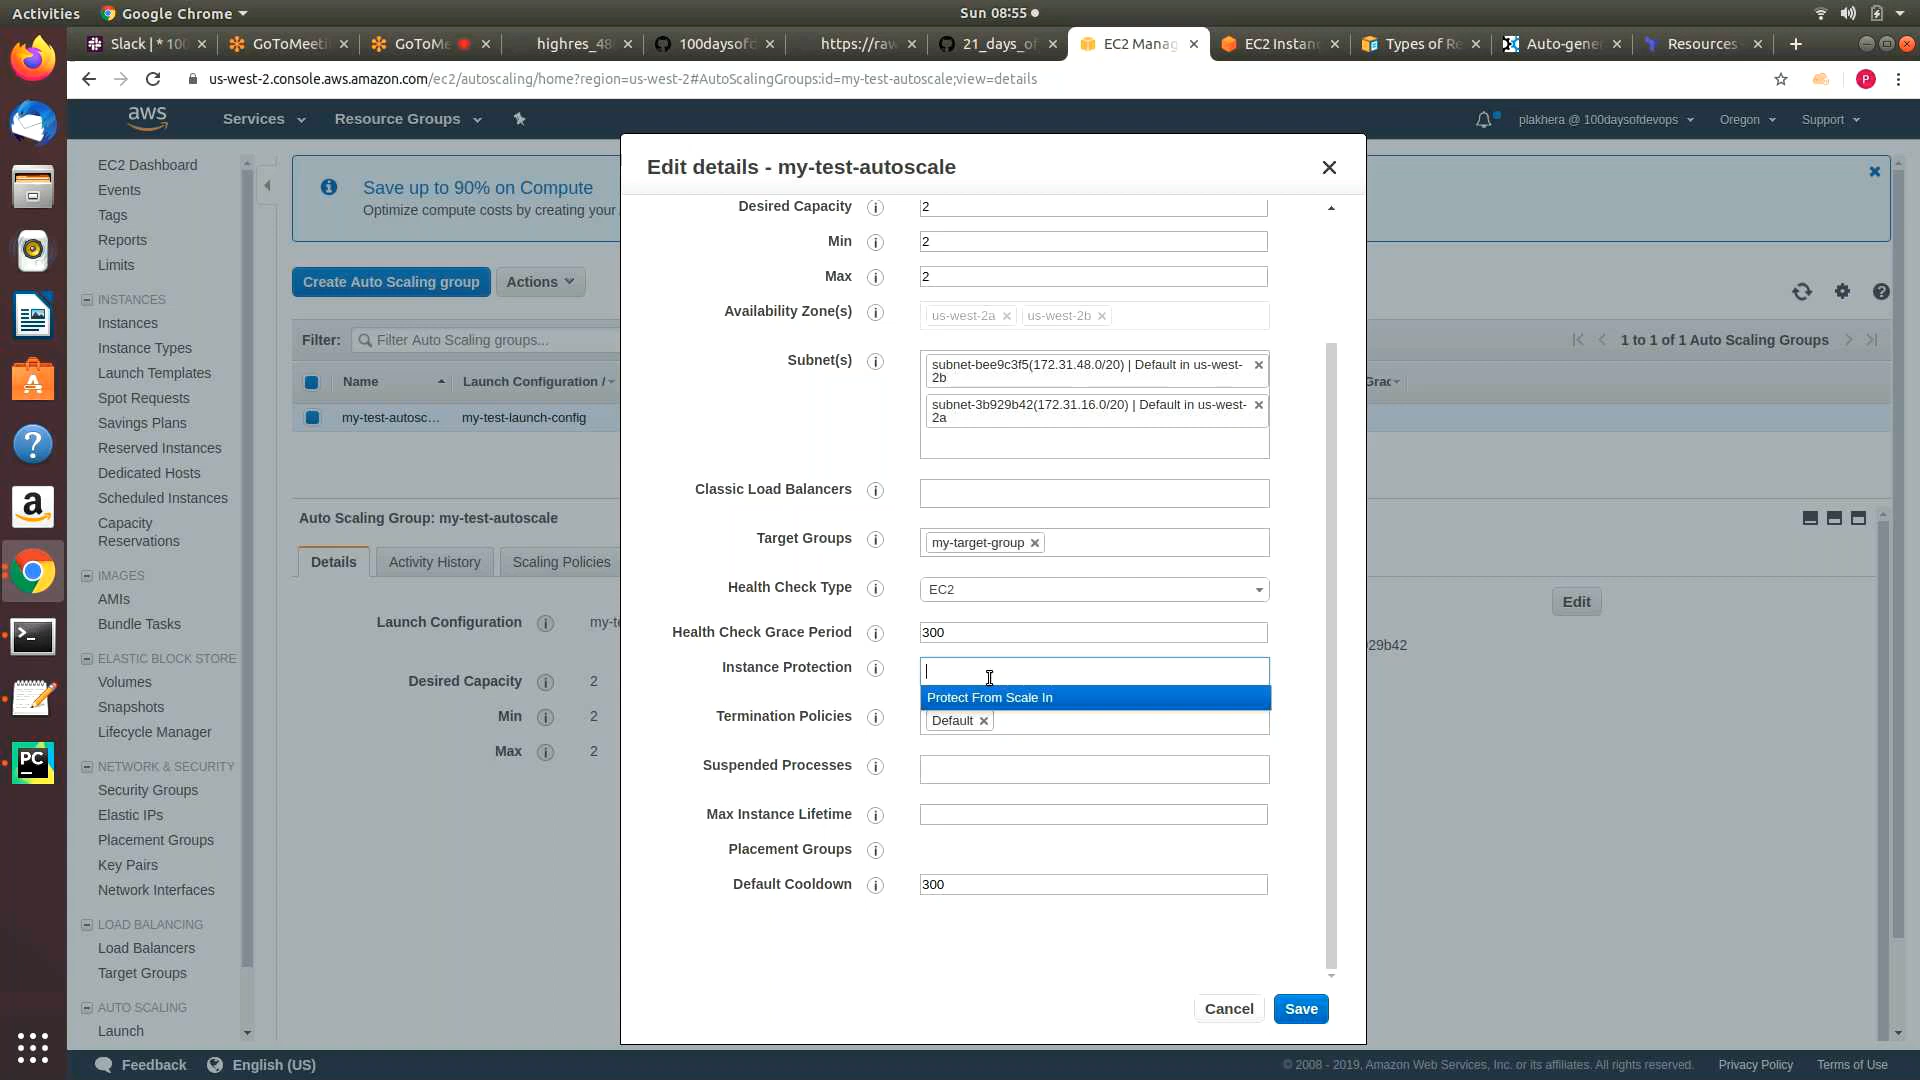 Activities
Google Chrome
Sun 08:55
Slack | * 100
GoToMeeti
GoToMe
highres_48
100daysofd
https://raw
21_days_of
EC2 Manag
EC2 Instan
Types of Re
Auto-gener
Resources
us-west-2.console.aws.amazon.com/ec2/autoscaling/home?region=us-west-2#AutoScalingGroups:id=my-test-autoscale;view=details
P
aws
Services
Resource Groups
plakhera @ 100daysofdevops
Oregon
Support
EC2 Dashboard
Events
Tags
Reports
Limits
INSTANCES
Instances
Instance Types
Launch Templates
Spot Requests
Savings Plans
Reserved Instances
Dedicated Hosts
Scheduled Instances
Capacity
Reservations
IMAGES
AMIs
Bundle Tasks
ELASTIC BLOCK STORE
Volumes
Snapshots
Lifecycle Manager
NETWORK & SECURITY
Security Groups
Elastic IPs
Placement Groups
Key Pairs
Network Interfaces
LOAD BALANCING
Load Balancers
Target Groups
AUTO SCALING
Launch
Save up to 90% on Compute
Optimize compute costs by creating your
Create Auto Scaling group
Actions
Filter:
Filter Auto Scaling groups...
1 to 1 of 1 Auto Scaling Groups
Name
Launch Configuration /
my-test-autosc...
my-test-launch-config
Auto Scaling Group: my-test-autoscale
Details
Activity History
Scaling Policies
Edit
Launch Configuration
my-te
29b42
Desired Capacity
2
Min
2
Max
2
Edit details - my-test-autoscale
Desired Capacity
2
Min
2
Max
2
Availability Zone(s)
us-west-2a
us-west-2b
Subnet(s)
subnet-bee9c3f5(172.31.48.0/20) | Default in us-west-
2b
subnet-3b929b42(172.31.16.0/20) | Default in us-west-
2a
Classic Load Balancers
Target Groups
my-target-group
Health Check Type
EC2
Health Check Grace Period
300
Instance Protection
Protect From Scale In
Termination Policies
Default
Suspended Processes
Max Instance Lifetime
Placement Groups
Default Cooldown
300
Cancel
Save
Feedback
English (US)
© 2008 - 2019, Amazon Web Services, Inc. or its affiliates. All rights reserved.
Privacy Policy
Terms of Use